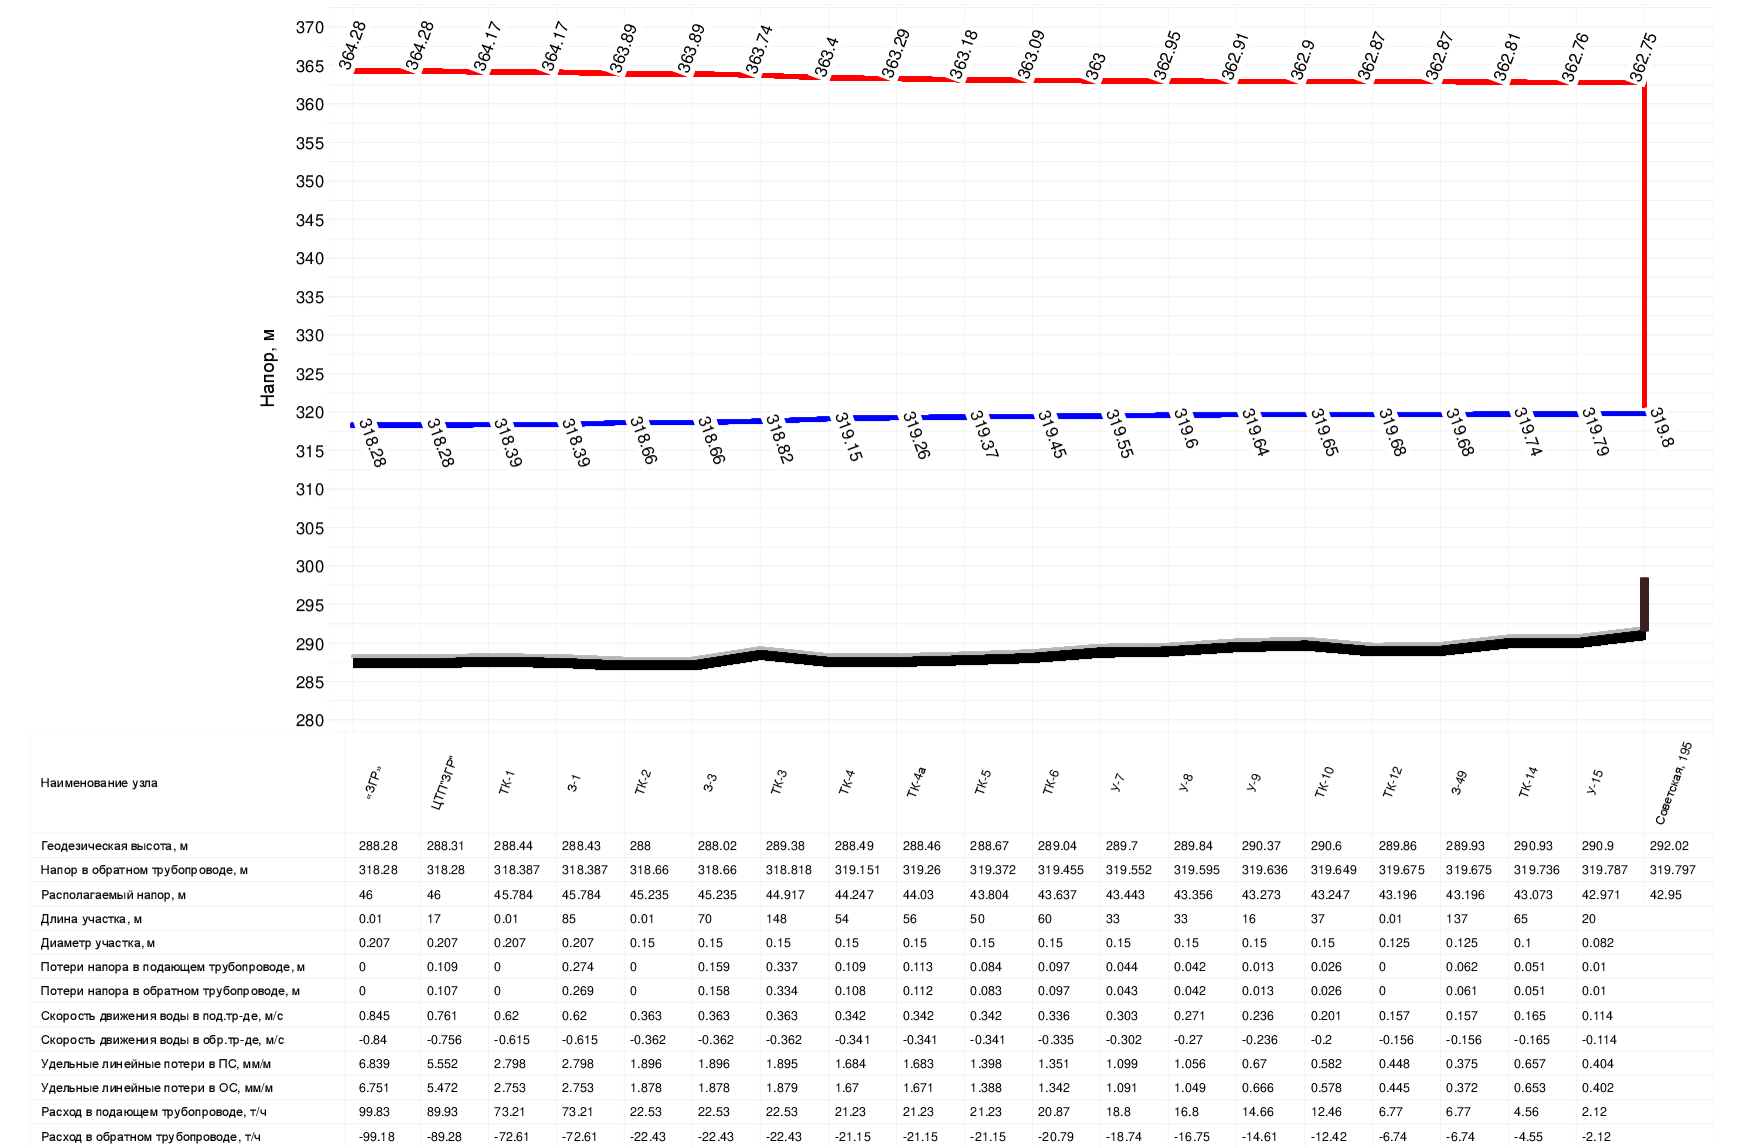 370
365
360
355
350
345
340
335
330
325
320
315
310
305
300
295
290
285
280
Напор, м
364.28 364.28 364.17 364.17 363.89 363.89 363.74 363.4 363.29 363.18 363.09 363 362.95 362.91 362.9 362.87 362.87 362.81 362.76 362.75
318.28 318.28 318.39 318.39 318.66 318.66 318.82 319.15 319.26 319.37 319.45 319.55 319.6 319.64 319.65 319.68 319.68 319.74 319.79 319.8
Наименование узла «ЗГР» ЦТП"ЗГР" ТК-1 З-1 ТК-2 З-3 ТК-3 ТК-4 ТК-4а ТК-5 ТК-6 У-7 У-8 У-9 ТК-10 ТК-12 З-49 ТК-14 У-15 Советская, 195
Геодезическая высота, м 288.28 288.31 288.44 288.43 288 288.02 289.38 288.49 288.46 288.67 289.04 289.7 289.84 290.37 290.6 289.86 289.93 290.93 290.9 292.02
Напор в обратном трубопроводе, м 318.28 318.28 318.387 318.387 318.66 318.66 318.818 319.151 319.26 319.372 319.455 319.552 319.595 319.636 319.649 319.675 319.675 319.736 319.787 319.797
Располагаемый напор, м 46 46 45.784 45.784 45.235 45.235 44.917 44.247 44.03 43.804 43.637 43.443 43.356 43.273 43.247 43.196 43.196 43.073 42.971 42.95
Длина участка, м 0.01 17 0.01 85 0.01 70 148 54 56 50 60 33 33 16 37 0.01 137 65 20
Диаметр участка, м 0.207 0.207 0.207 0.207 0.15 0.15 0.15 0.15 0.15 0.15 0.15 0.15 0.15 0.15 0.15 0.125 0.125 0.1 0.082
Потери напора в подающем трубопроводе, м 0 0.109 0 0.274 0 0.159 0.337 0.109 0.113 0.084 0.097 0.044 0.042 0.013 0.026 0 0.062 0.051 0.01
Потери напора в обратном трубопроводе, м 0 0.107 0 0.269 0 0.158 0.334 0.108 0.112 0.083 0.097 0.043 0.042 0.013 0.026 0 0.061 0.051 0.01
Скорость движения воды в под.тр-де, м/с 0.845 0.761 0.62 0.62 0.363 0.363 0.363 0.342 0.342 0.342 0.336 0.303 0.271 0.236 0.201 0.157 0.157 0.165 0.114
Скорость движения воды в обр.тр-де, м/с -0.84 -0.756 -0.615 -0.615 -0.362 -0.362 -0.362 -0.341 -0.341 -0.341 -0.335 -0.302 -0.27 -0.236 -0.2 -0.156 -0.156 -0.165 -0.114
Удельные линейные потери в ПС, мм/м 6.839 5.552 2.798 2.798 1.896 1.896 1.895 1.684 1.683 1.398 1.351 1.099 1.056 0.67 0.582 0.448 0.375 0.657 0.404
Удельные линейные потери в ОС, мм/м 6.751 5.472 2.753 2.753 1.878 1.878 1.879 1.67 1.671 1.388 1.342 1.091 1.049 0.666 0.578 0.445 0.372 0.653 0.402
Расход в подающем трубопроводе, т/ч 99.83 89.93 73.21 73.21 22.53 22.53 22.53 21.23 21.23 21.23 20.87 18.8 16.8 14.66 12.46 6.77 6.77 4.56 2.12
Расход в обратном трубопроводе, т/ч -99.18 -89.28 -72.61 -72.61 -22.43 -22.43 -22.43 -21.15 -21.15 -21.15 -20.79 -18.74 -16.75 -14.61 -12.42 -6.74 -6.74 -4.55 -2.12